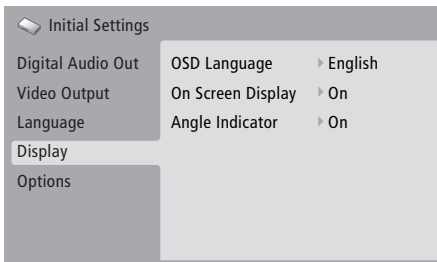 Initial Settings
Digital Audio Out
Video Output
Language
Display
Options
OSD Language English
On Screen Display On
Angle Indicator On